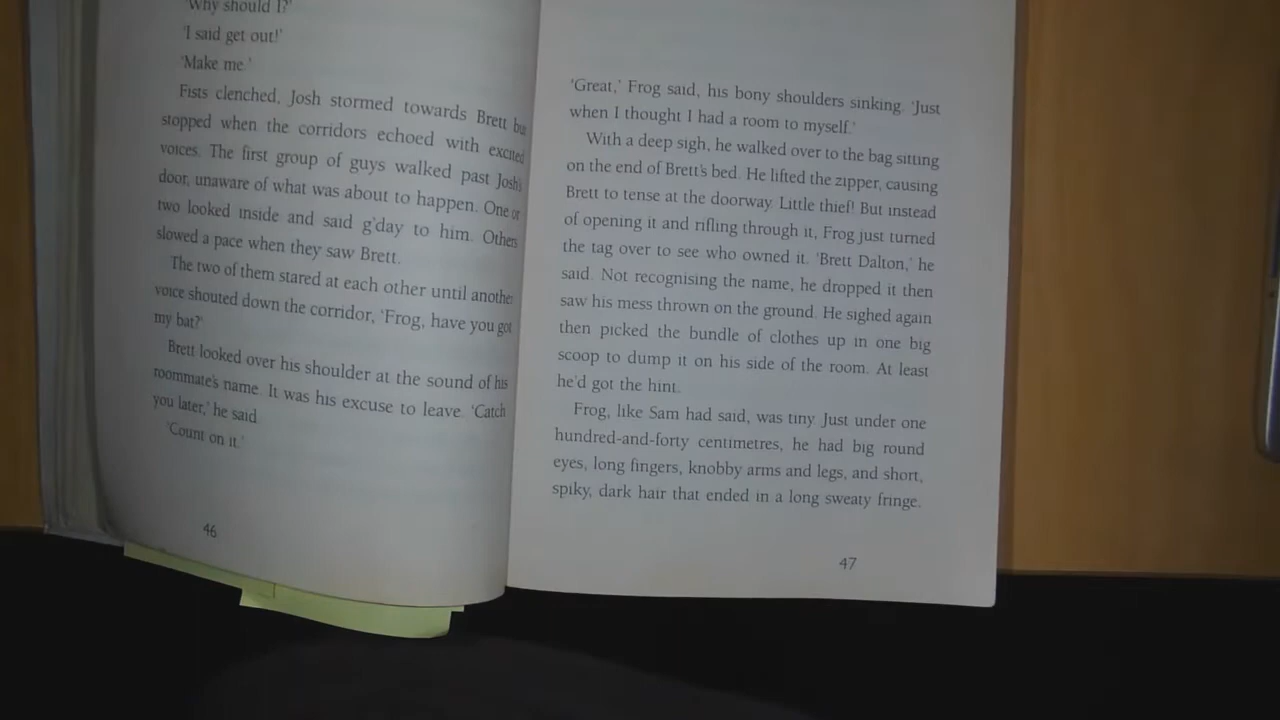 'Why should I?'
'I said get out!'
'Make me.'
Fists clenched, Josh stormed towards Brett but
stopped when the corridors echoed with excited
voices. The first group of guys walked past Josh's
door, unaware of what was about to happen. One or
two looked inside and said g'day to him. Others
slowed a pace when they saw Brett.
The two of them stared at each other until another
voice shouted down the corridor, 'Frog, have you got
my bat?'
Brett looked over his shoulder at the sound of his
roommate's name. It was his excuse to leave. 'Catch
you later,' he said.
'Count on it.'
46
'Great,' Frog said, his bony shoulders sinking. 'Just
when I thought I had a room to myself.'
With a deep sigh, he walked over to the bag sitting
on the end of Brett's bed. He lifted the zipper, causing
Brett to tense at the doorway. Little thief! But instead
of opening it and rifling through it, Frog just turned
the tag over to see who owned it. 'Brett Dalton,' he
said. Not recognising the name, he dropped it then
saw his mess thrown on the ground. He sighed again
then picked the bundle of clothes up in one big
scoop to dump it on his side of the room. At least
he'd got the hint.
Frog, like Sam had said, was tiny. Just under one
hundred-and-forty centimetres, he had big round
eyes, long fingers, knobby arms and legs, and short,
spiky, dark hair that ended in a long sweaty fringe.
47